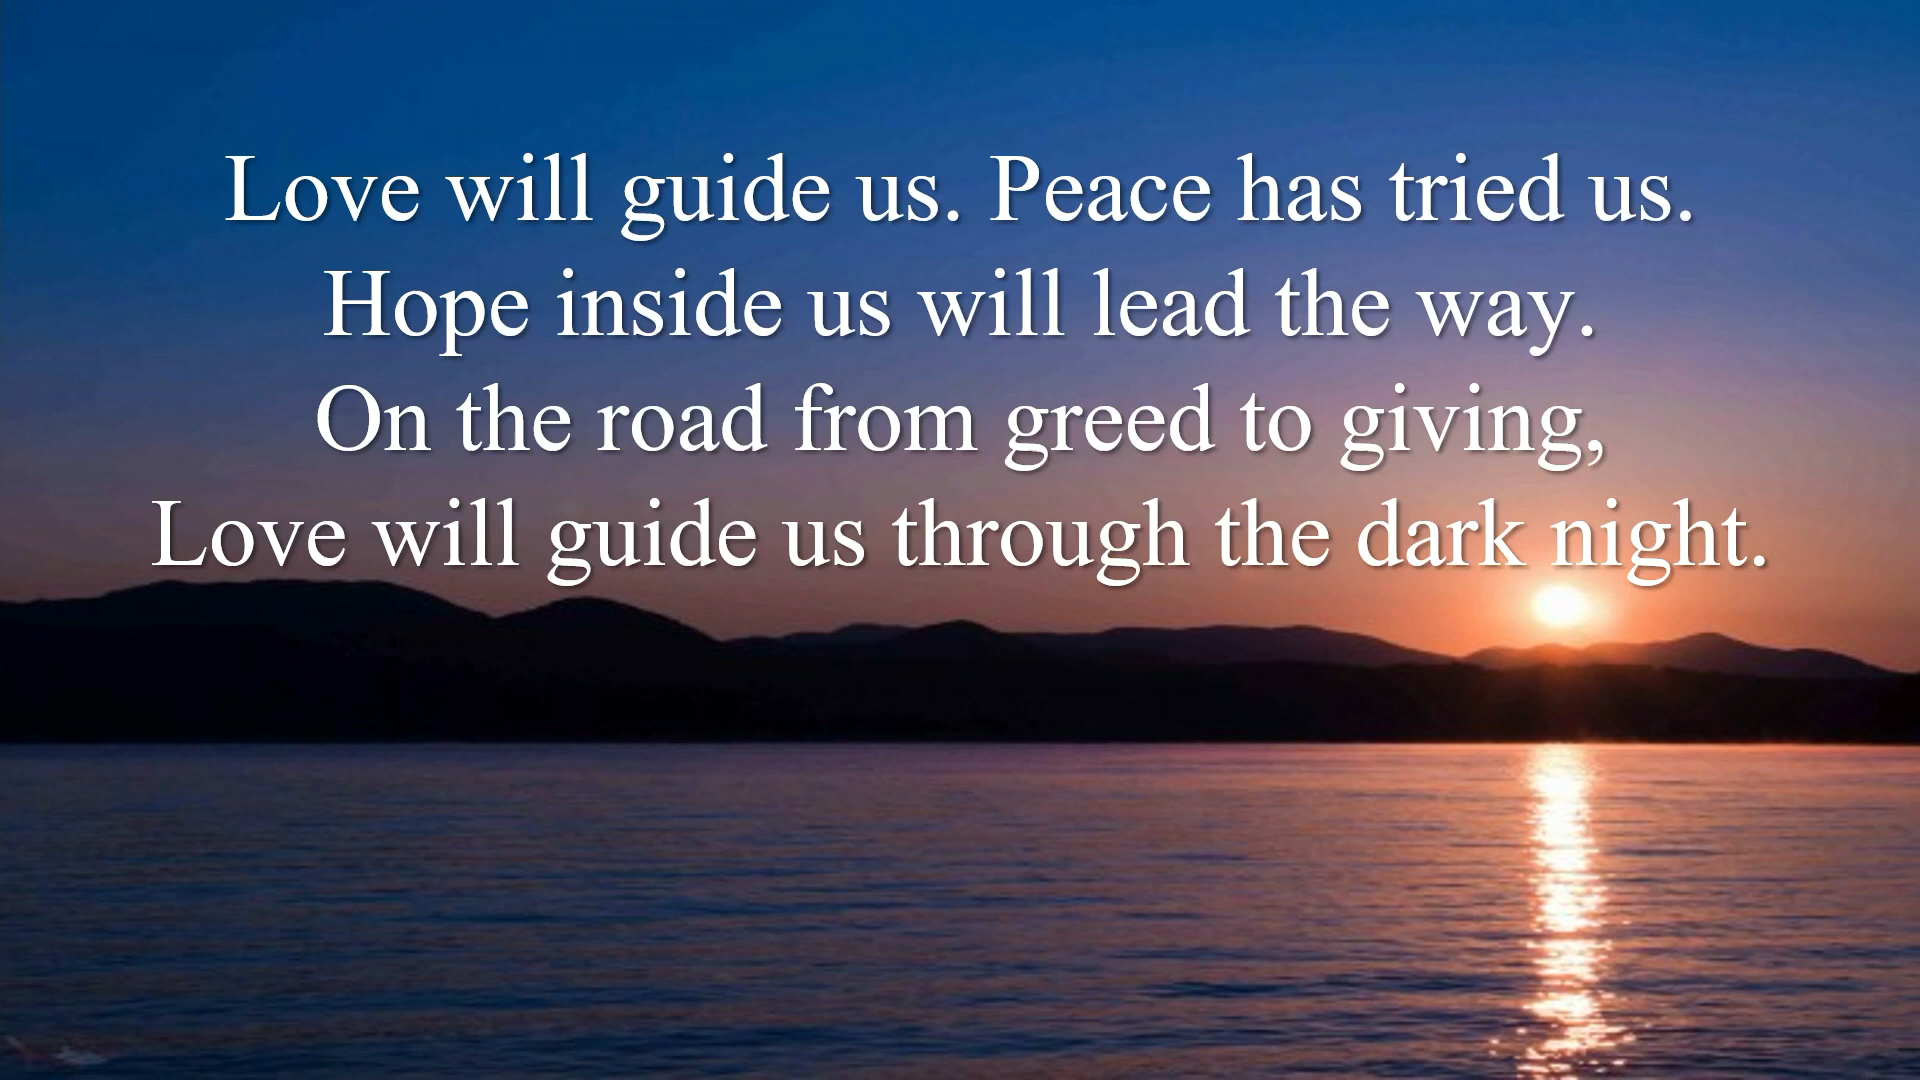 Love will guide us. Peace has tried us.
Hope inside us will lead the way.
On the road from greed to giving,
Love will guide us through the dark night.